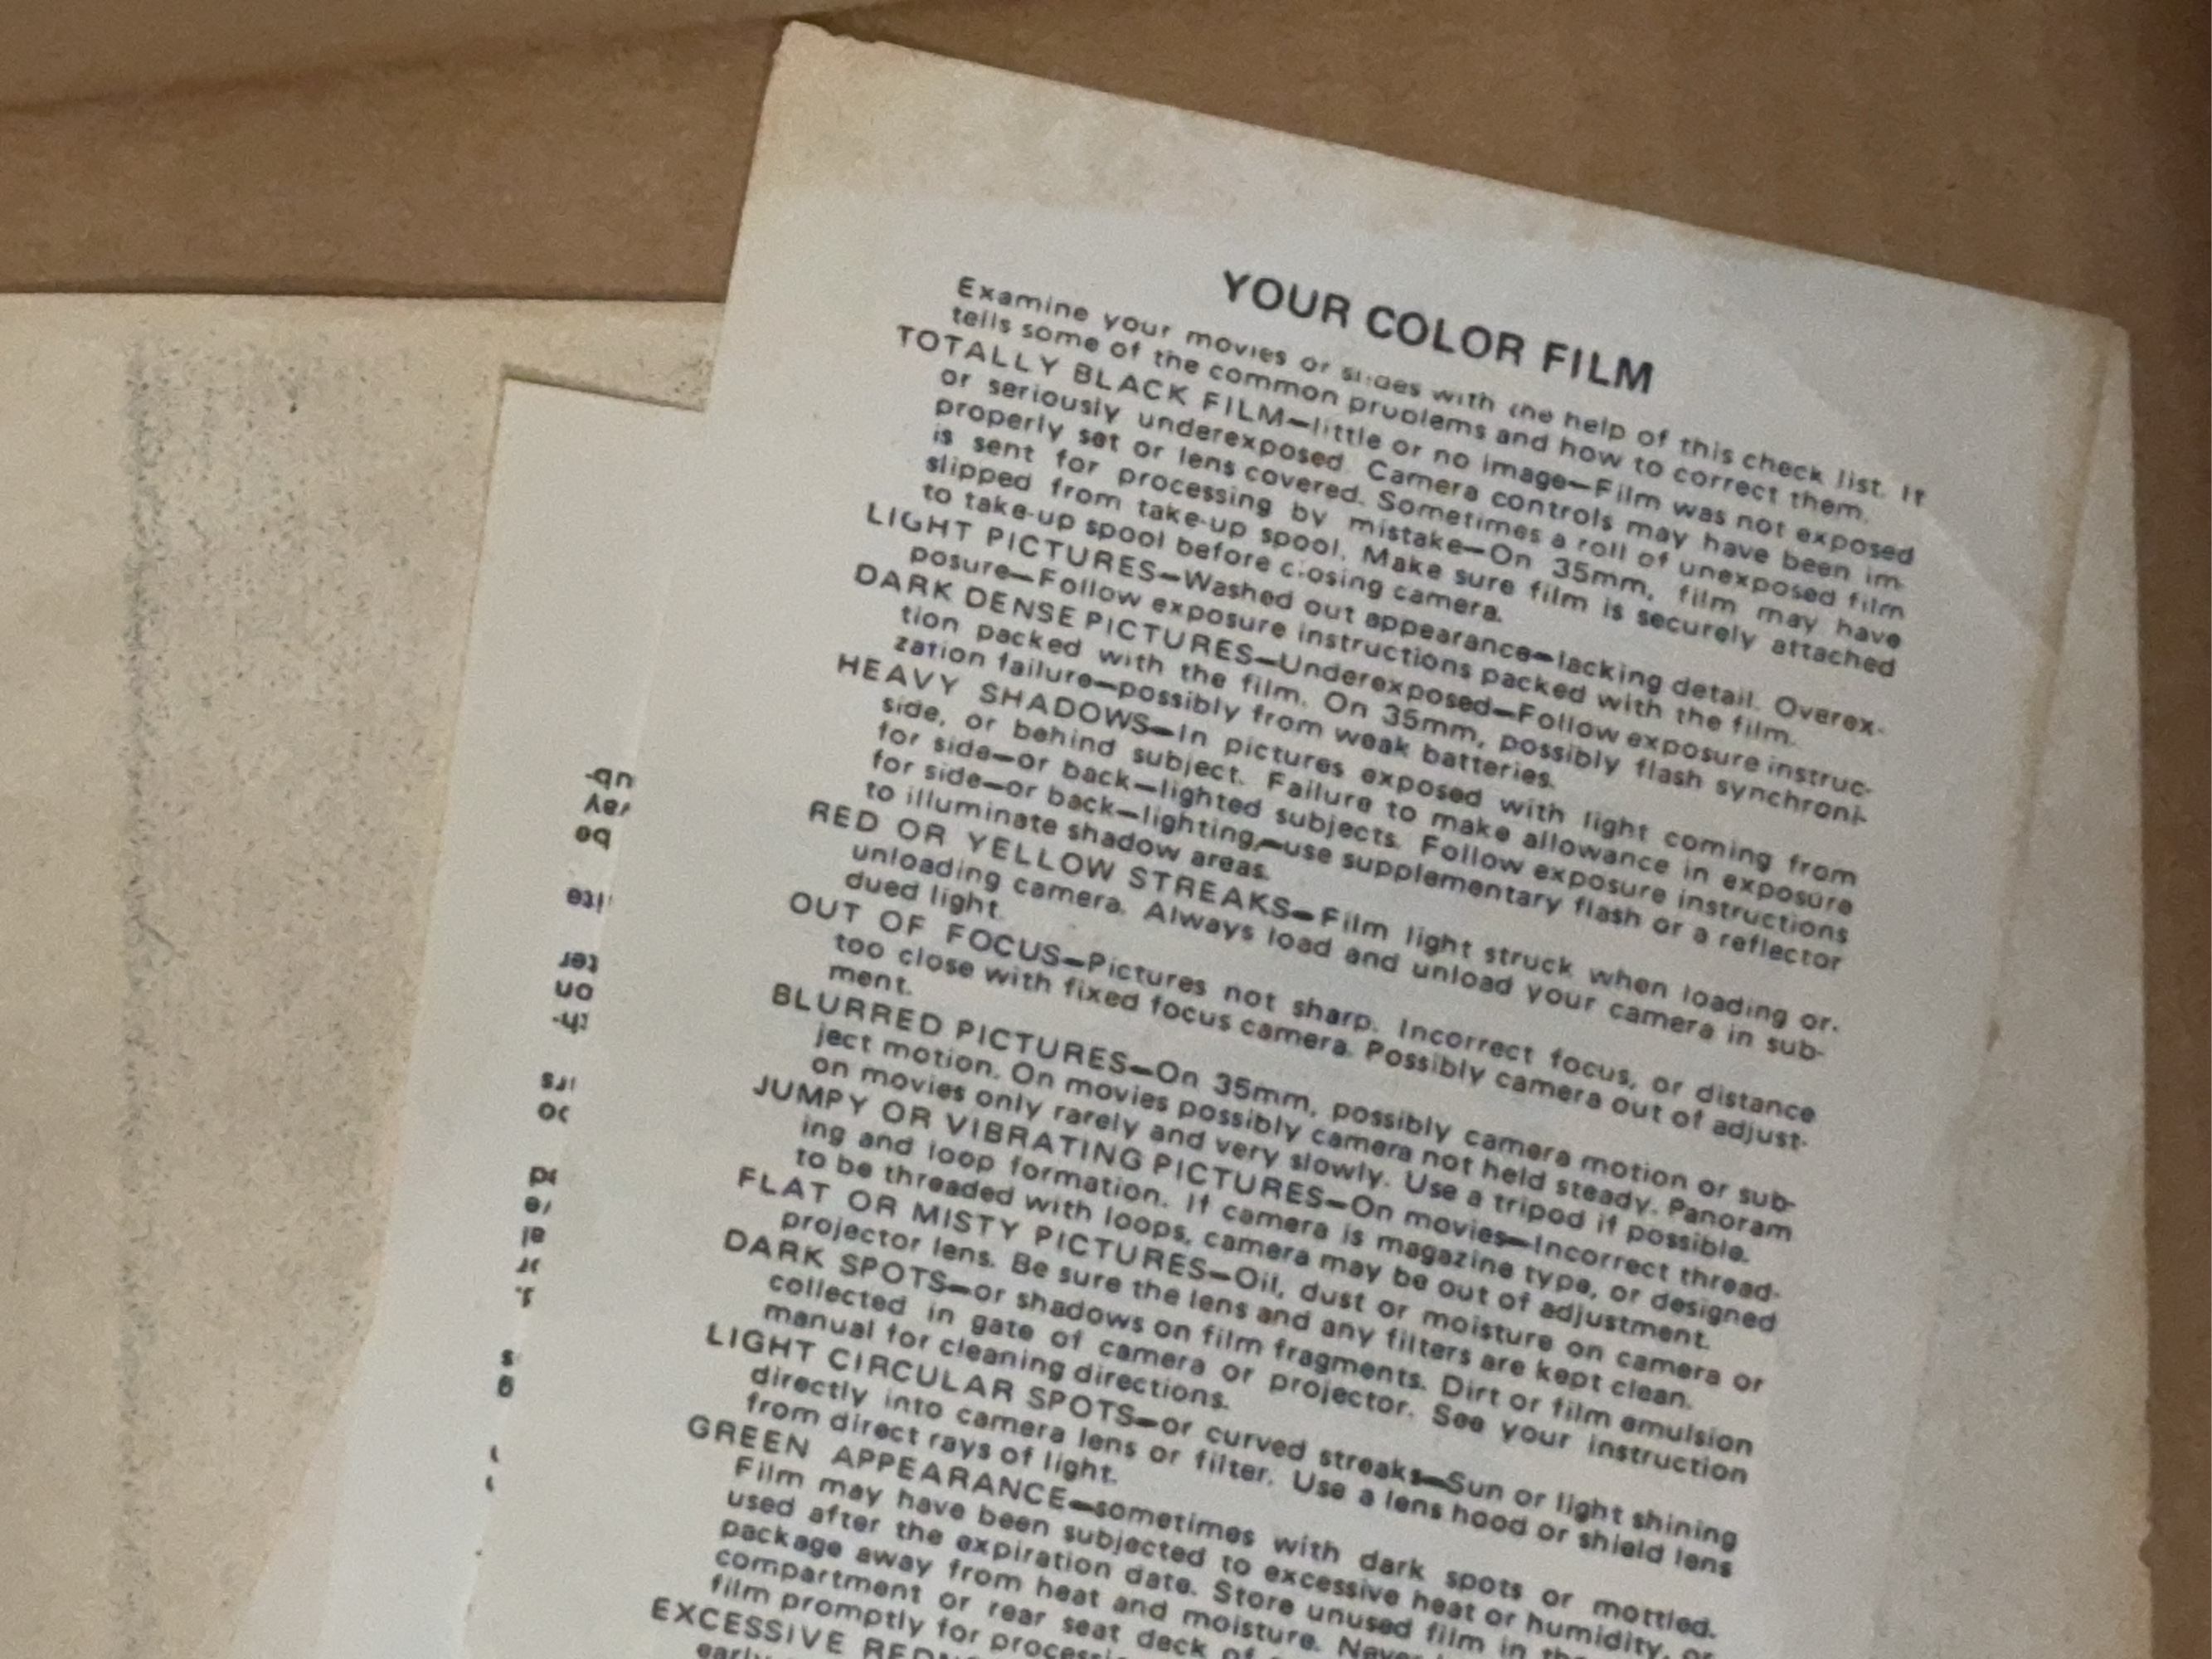 YOUR COLOR FILM
Examine your movies or slides with the help of this check list. It
tells some of the common problems and how to correct them.
TOTALLY BLACK FILM—little or no image—Film was not exposed
or seriously underexposed. Camera controls may have been im-
properly set or lens covered. Sometimes a roll of unexposed film
is sent for processing by mistake—On 35mm, film may have
slipped from take-up spool. Make sure film is securely attached
to take-up spool before closing camera.
LIGHT PICTURES—Washed out appearance—lacking detail. Overex-
posure—Follow exposure instructions packed with the film.
DARK DENSE PICTURES—Underexposed—Follow exposure instruc-
tion packed with the film. On 35mm, possibly flash synchroni-
zation failure—possibly from weak batteries.
HEAVY SHADOWS—In pictures exposed with light coming from
side, or behind subject. Failure to make allowance in exposure
for side—or back—lighted subjects. Follow exposure instructions
for side—or back—lighting,—use supplementary flash or a reflector
to illuminate shadow areas.
RED OR YELLOW STREAKS—Film light struck when loading or
unloading camera. Always load and unload your camera in sub-
dued light.
OUT OF FOCUS—Pictures not sharp. Incorrect focus, or distance
too close with fixed focus camera. Possibly camera out of adjust-
ment.
BLURRED PICTURES—On 35mm, possibly camera motion or sub-
ject motion. On movies possibly camera not held steady. Panoram
on movies only rarely and very slowly. Use a tripod if possible.
JUMPY OR VIBRATING PICTURES—On movies—Incorrect thread-
ing and loop formation. If camera is magazine type, or designed
to be threaded with loops, camera may be out of adjustment.
FLAT OR MISTY PICTURES—Oil, dust or moisture on camera or
projector lens. Be sure the lens and any filters are kept clean.
DARK SPOTS—or shadows on film fragments. Dirt or film emulsion
collected in gate of camera or projector. See your instruction
manual for cleaning directions.
LIGHT CIRCULAR SPOTS—or curved streaks—Sun or light shining
directly into camera lens or filter. Use a lens hood or shield lens
from direct rays of light.
GREEN APPEARANCE—sometimes with dark spots or mottled.
Film may have been subjected to excessive heat or humidity, or
used after the expiration date. Store unused film in the
package away from heat and moisture. Never
compartment or rear seat deck of
film promptly for
EXCESSIVE